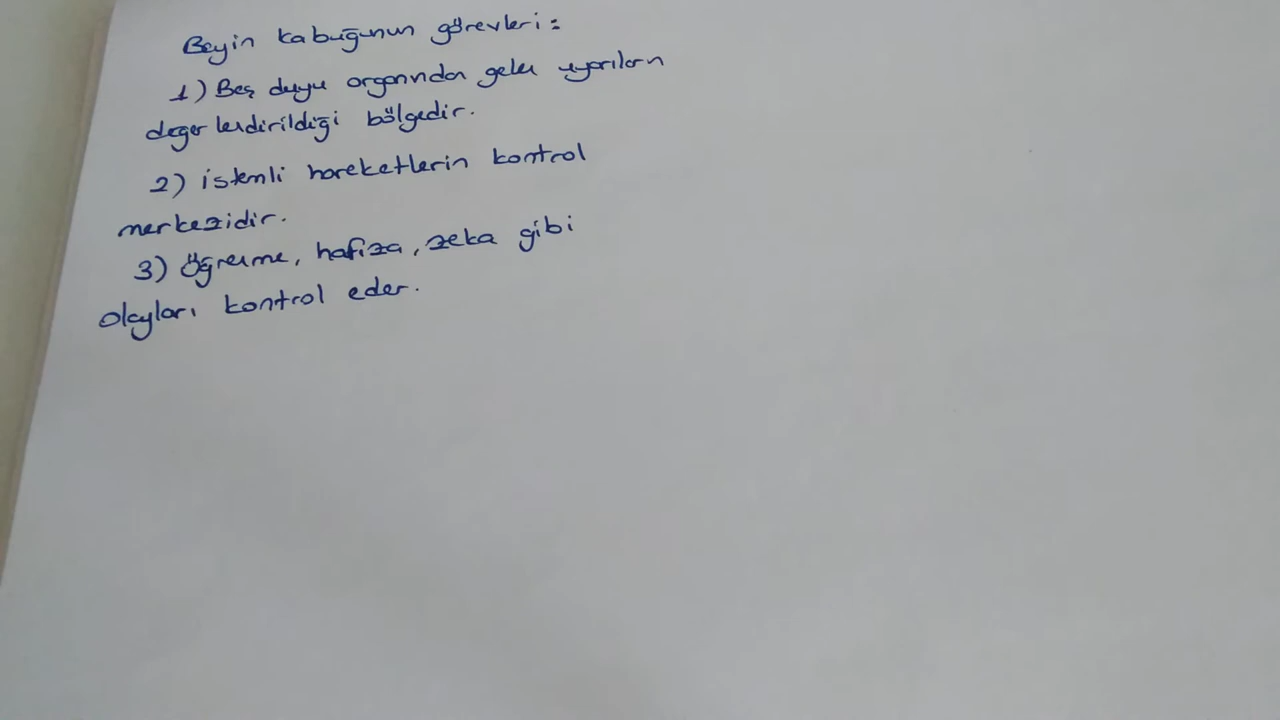 Beyin kabuğunun görevleri :
1) Beş duyu organından gelen uyarıların
değerlendirildiği bölgedir.
2) İstemli hareketlerin kontrol
merkezidir.
3) Öğrenme, hafıza, zeka gibi
olayları kontrol eder.